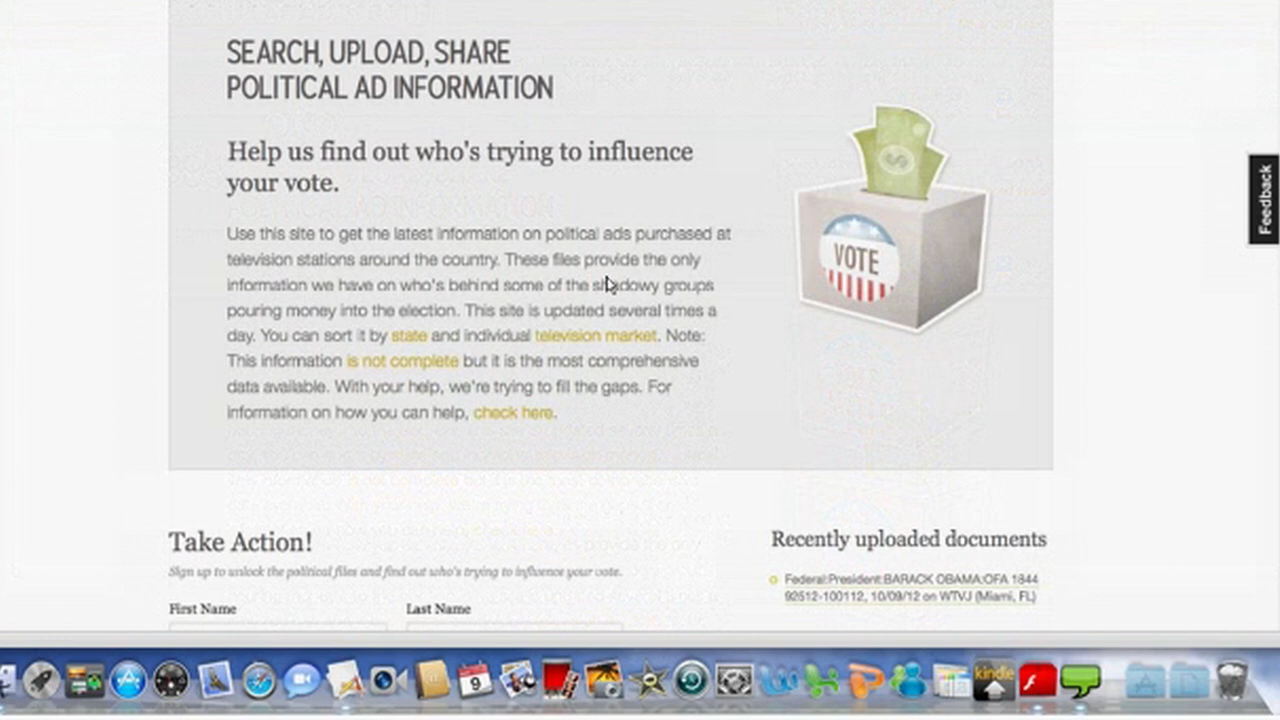 SEARCH, UPLOAD, SHARE
POLITICAL AD INFORMATION
Help us find out who's trying to influence
your vote.
Use this site to get the latest information on political ads purchased at
television stations around the country. These files provide the only
information we have on who's behind some of the shadowy groups
pouring money into the election. This site is updated several times a
day. You can sort it by state and individual television market. Note:
This information is not complete but it is the most comprehensive
data available. With your help, we're trying to fill the gaps. For
information on how you can help, check here.
VOTE
Feedback
Take Action!
Sign up to unlock the political files and find out who's trying to influence your vote.
First Name
Last Name
Recently uploaded documents
Federal:President:BARACK OBAMA:OFA 1844
92512-100112, 10/09/12 on WTVJ (Miami, FL)
9
kindle